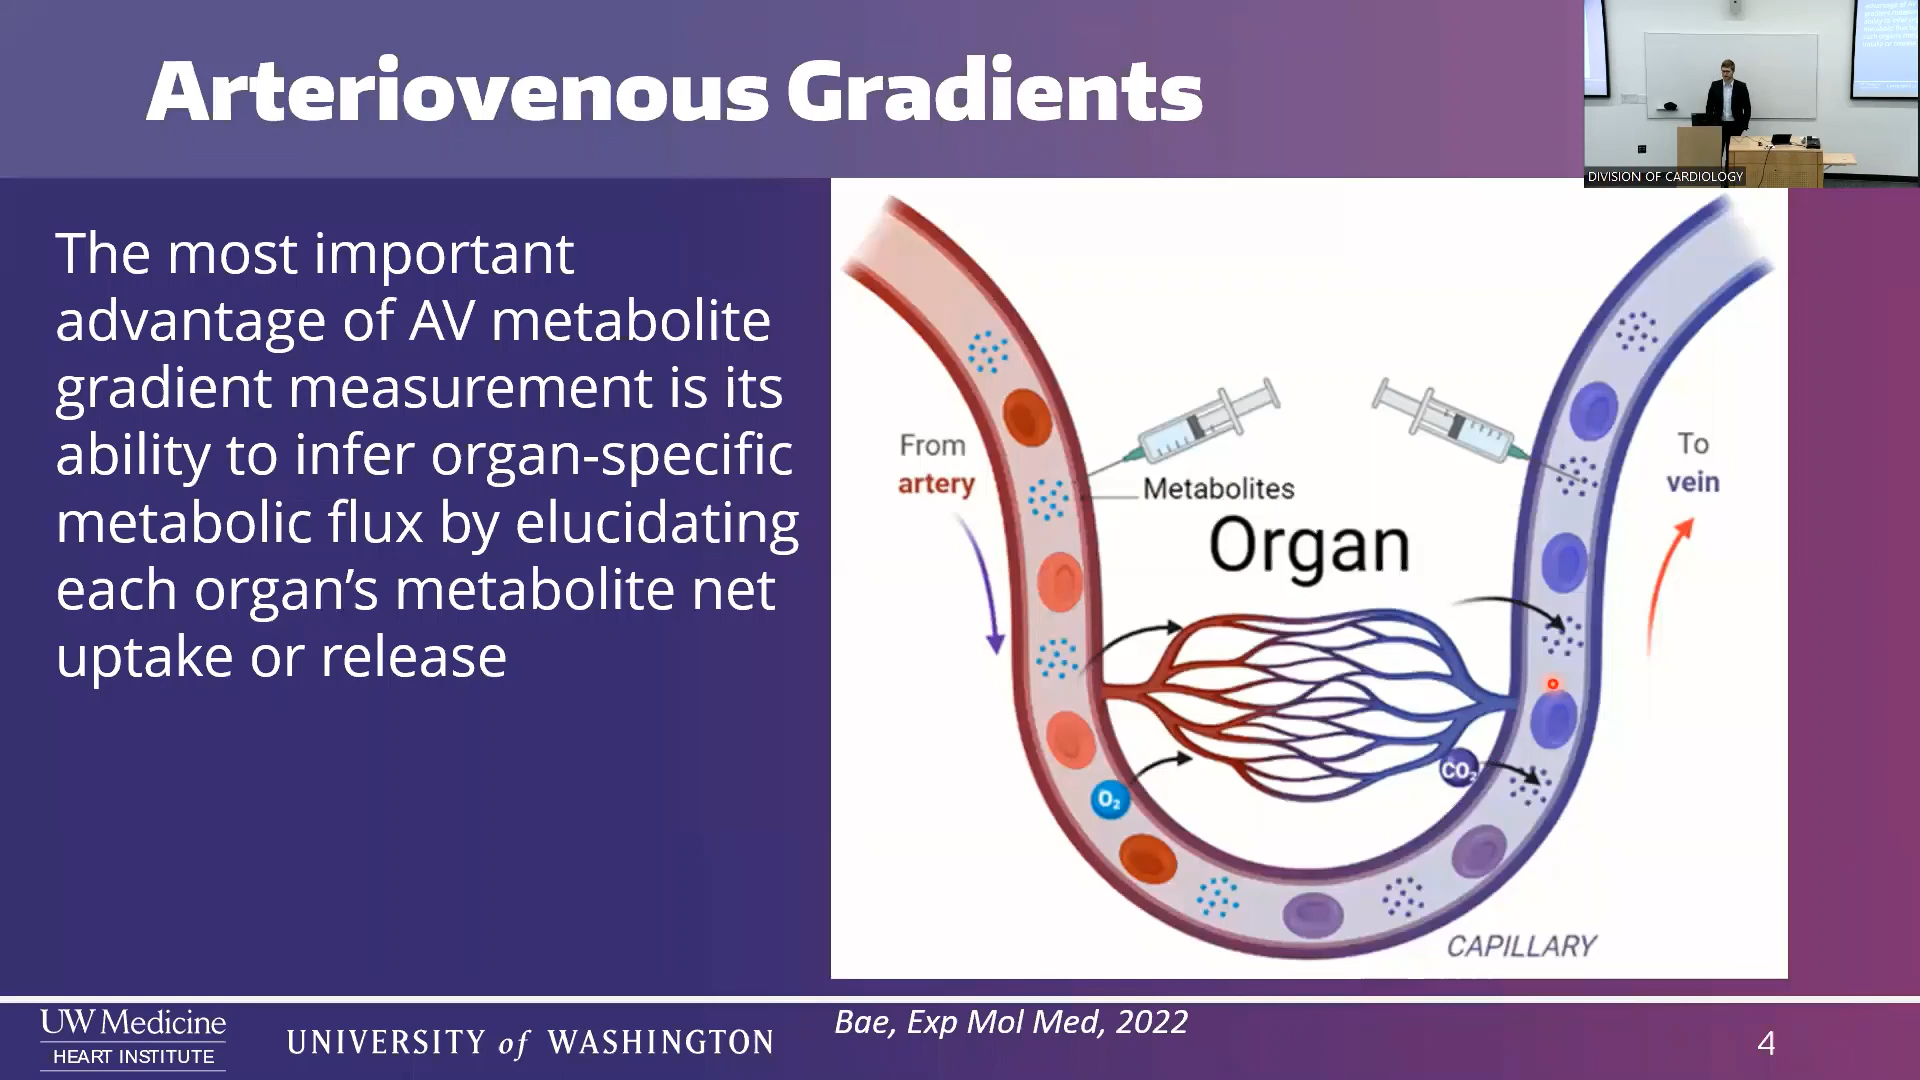 Arteriovenous Gradients
DIVISION OF CARDIOLOGY
The most important
advantage of AV metabolite
gradient measurement is its
ability to infer organ-specific
metabolic flux by elucidating
each organ’s metabolite net
uptake or release
From
artery
Metabolites
Organ
To
vein
O₂
CO₂
CAPILLARY
Bae, Exp Mol Med, 2022
UW Medicine
HEART INSTITUTE
UNIVERSITY of WASHINGTON
4